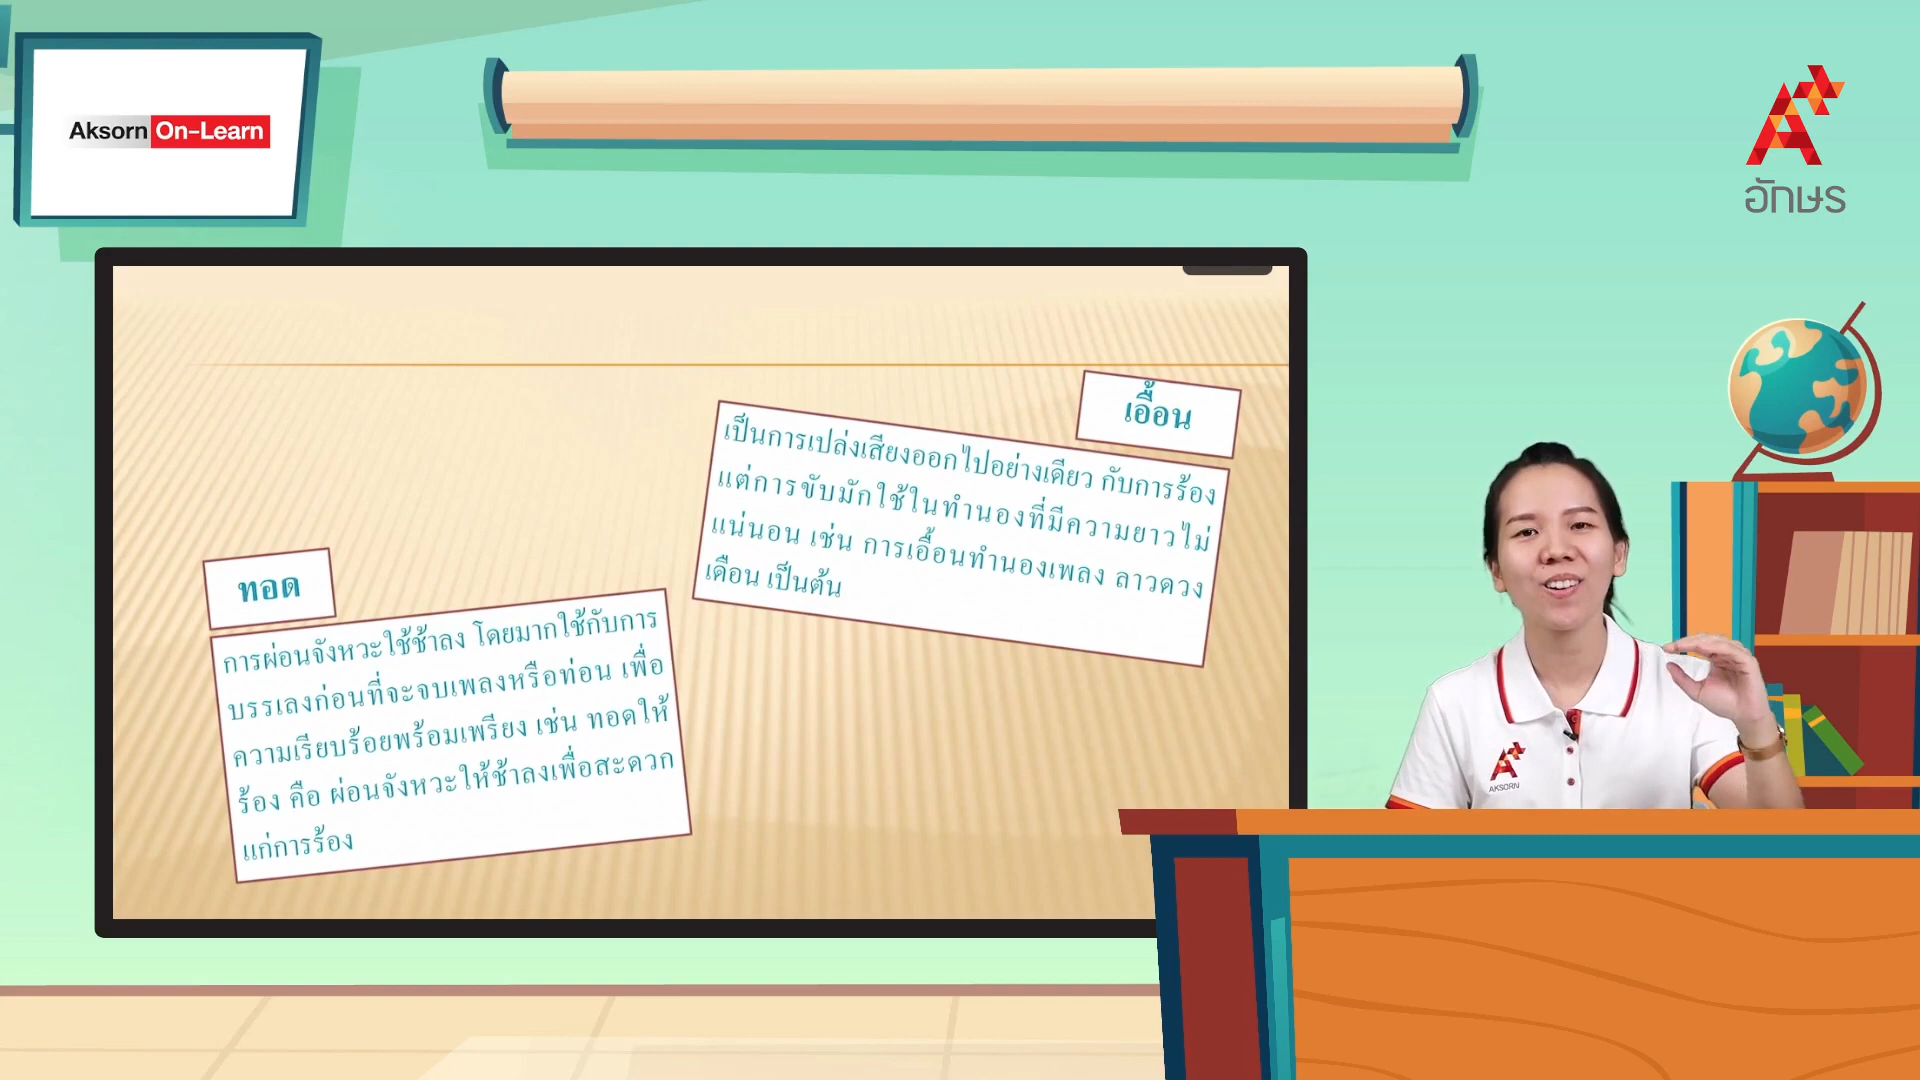 Aksorn On-Learn
อักษร
เอื้อน
เป็นการเปล่งเสียงออกไปอย่างเดียว กับการร้อง
แต่การขับมักใช้ในทำนองที่มีความยาวไม่
แน่นอน เช่น การเอื้อนทำนองเพลง ลาวดวง
เดือน เป็นต้น
ทอด
การผ่อนจังหวะใช้ช้าลง โดยมากใช้กับการ
บรรเลงก่อนที่จะจบเพลงหรือท่อน เพื่อ
ความเรียบร้อยพร้อมเพรียง เช่น ทอดให้
ร้อง คือ ผ่อนจังหวะให้ช้าลงเพื่อสะดวก
แก่การร้อง
AKSORN